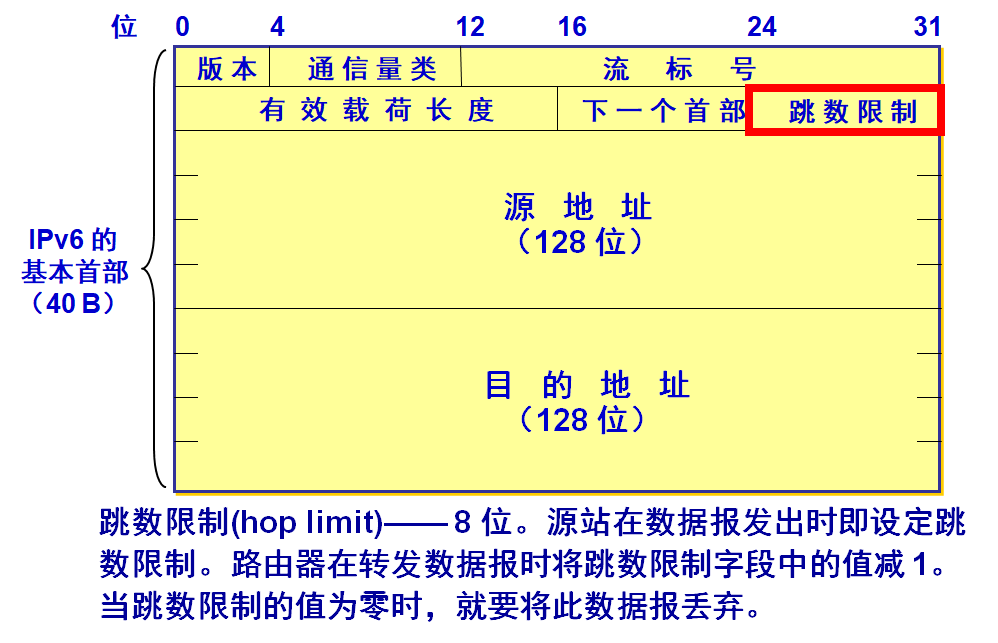 位 0 4 12 16 24 31
版本 通信量类 流标号
有效载荷长度 下一个首部 跳数限制
源地址
（128 位）
IPv6 的
基本首部
（40 B）
目的地址
（128 位）
跳数限制(hop limit)——8 位。源站在数据报发出时即设定跳
数限制。路由器在转发数据报时将跳数限制字段中的值减 1。
当跳数限制的值为零时，就要将此数据报丢弃。